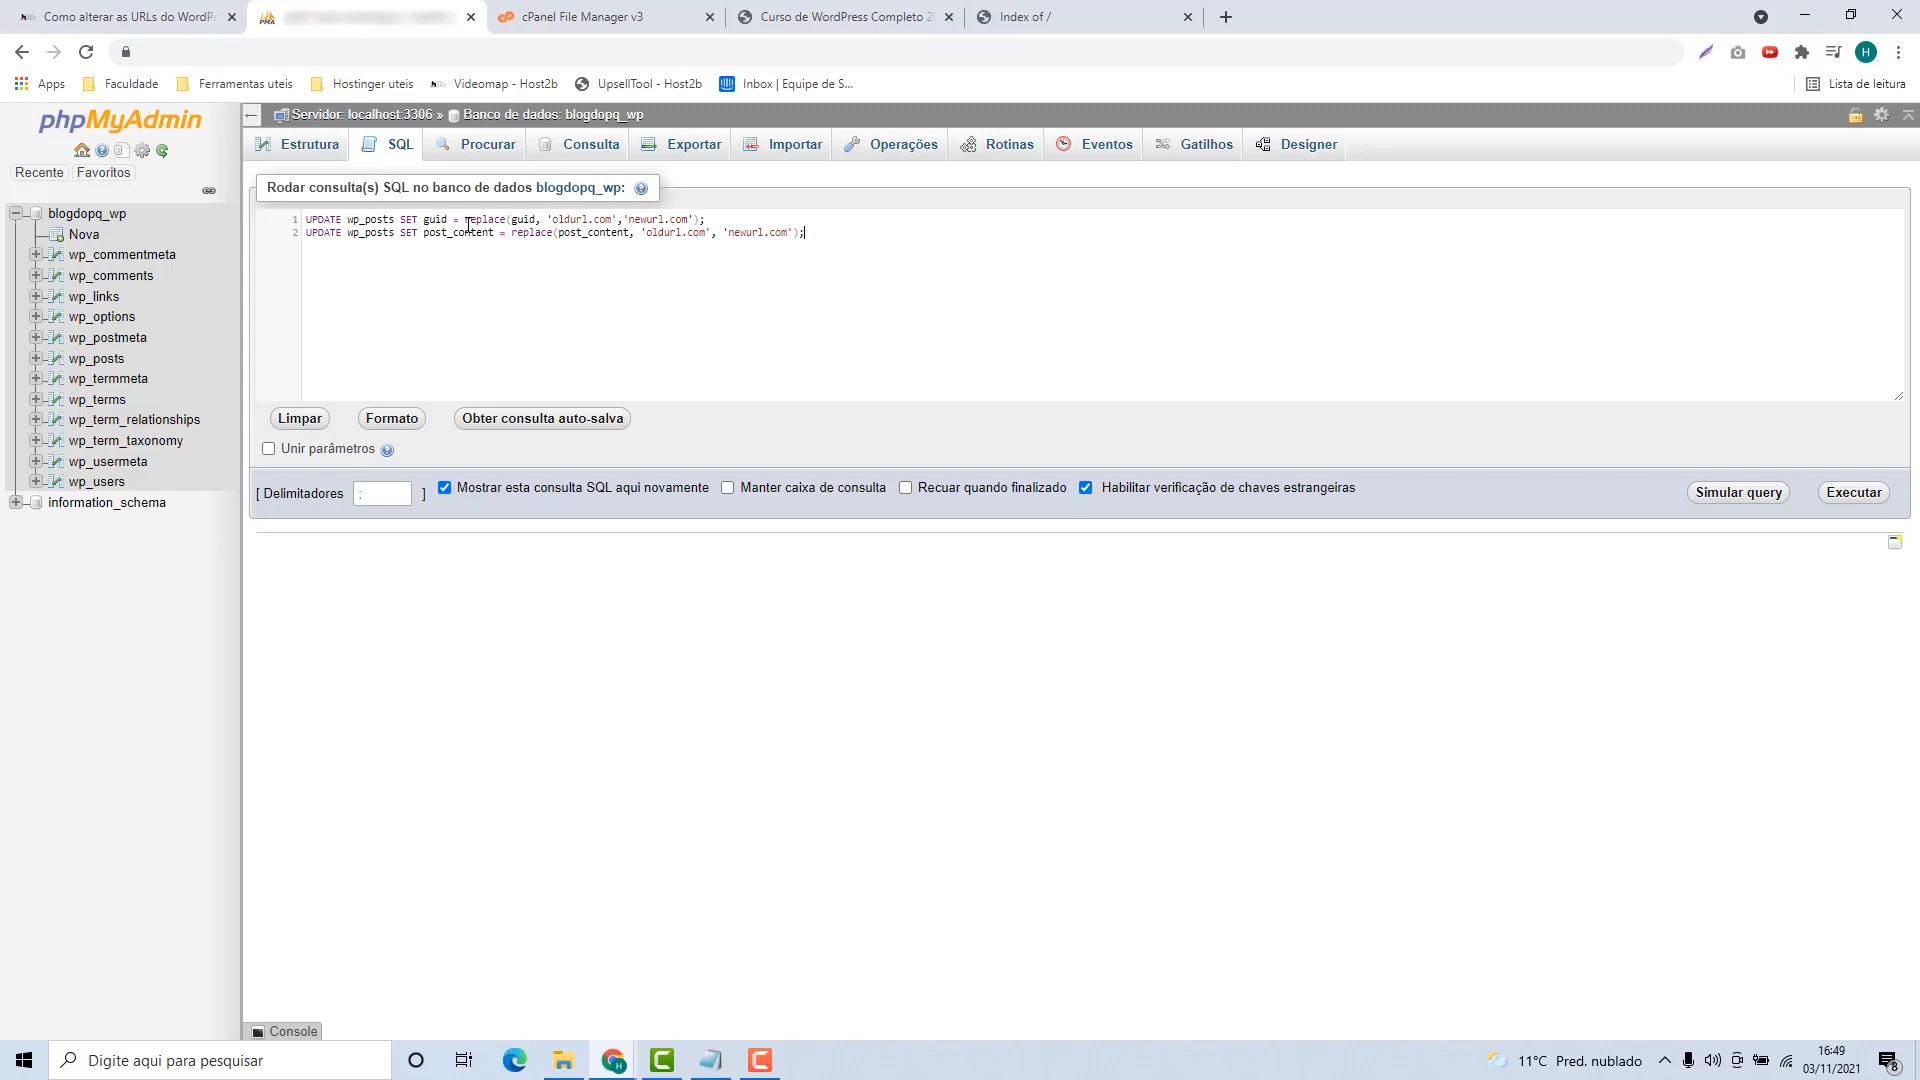 Como alterar as URLs do WordPr
PMA
cPanel File Manager v3
Curso de WordPress Completo 2
Index of /
H
Apps
Faculdade
Ferramentas uteis
Hostinger uteis
Videomap - Host2b
UpsellTool - Host2b
Inbox | Equipe de S...
Lista de leitura
phpMyAdmin
Recente
Favoritos
blogdopq_wp
Nova
wp_commentmeta
wp_comments
wp_links
wp_options
wp_postmeta
wp_posts
wp_termmeta
wp_terms
wp_term_relationships
wp_term_taxonomy
wp_usermeta
wp_users
information_schema
Servidor: localhost:3306 » Banco de dados: blogdopq_wp
Estrutura
SQL
Procurar
Consulta
Exportar
Importar
Operações
Rotinas
Eventos
Gatilhos
Designer
Rodar consulta(s) SQL no banco de dados blogdopq_wp:
1 UPDATE wp_posts SET guid = replace(guid, 'oldurl.com','newurl.com');
2 UPDATE wp_posts SET post_content = replace(post_content, 'oldurl.com', 'newurl.com');
Limpar
Formato
Obter consulta auto-salva
Unir parâmetros
[ Delimitadores ; ]
Mostrar esta consulta SQL aqui novamente
Manter caixa de consulta
Recuar quando finalizado
Habilitar verificação de chaves estrangeiras
Simular query
Executar
Console
Digite aqui para pesquisar
11°C Pred. nublado
16:49
03/11/2021
8